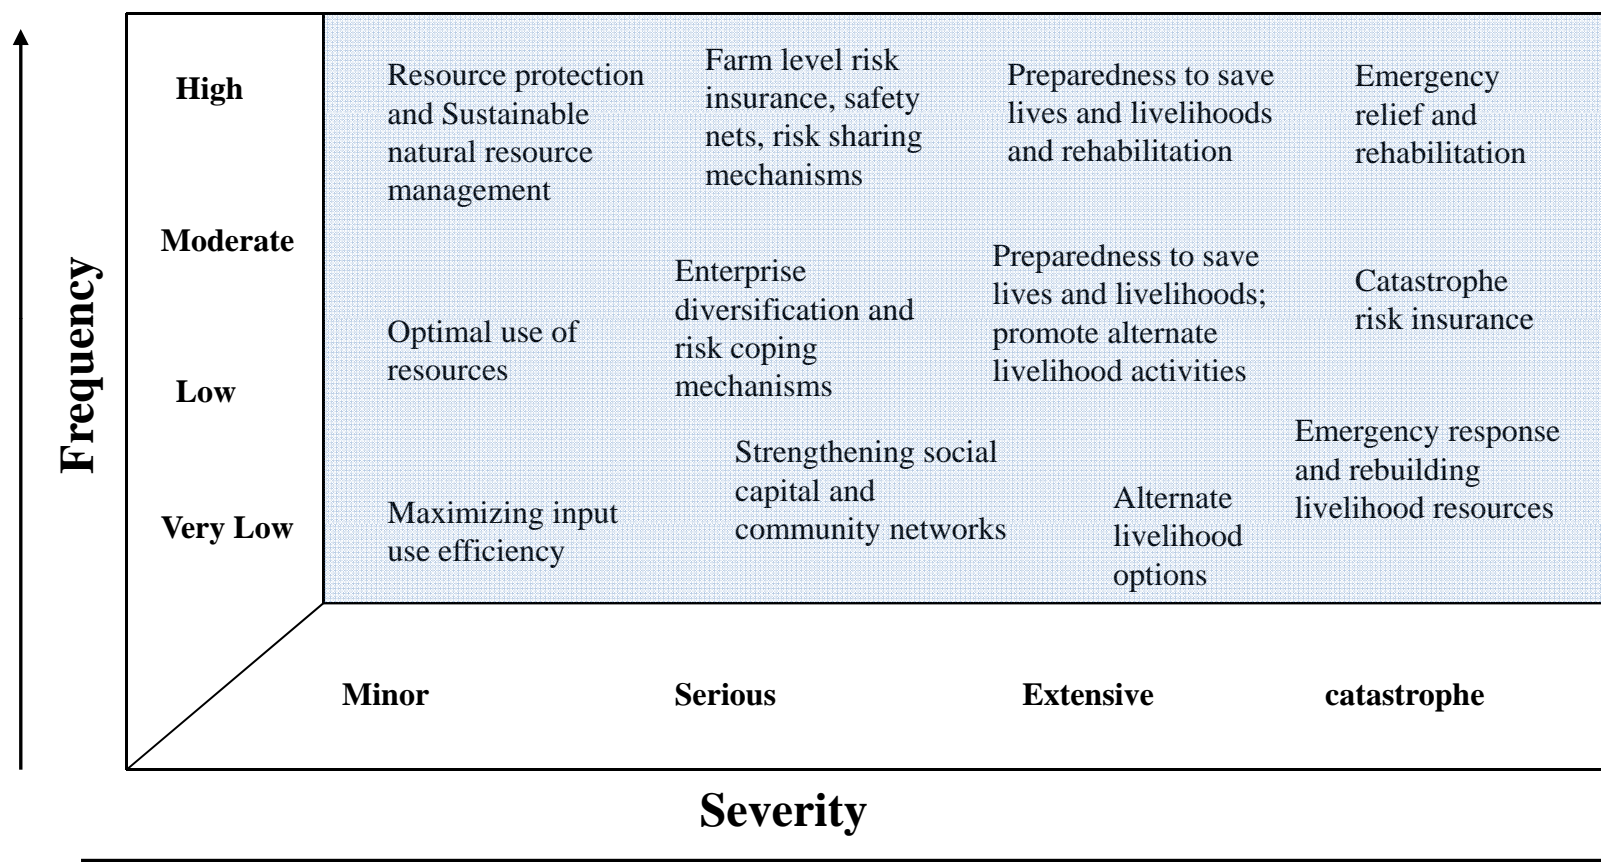 High
Resource protection
and Sustainable
natural resource
management
Farm level risk
insurance, safety
nets, risk sharing
mechanisms
Preparedness to save
lives and livelihoods
and rehabilitation
Emergency
relief and
rehabilitation
Moderate
Optimal use of
resources
Enterprise
diversification and
risk coping
mechanisms
Preparedness to save
lives and livelihoods;
promote alternate
livelihood activities
Catastrophe
risk insurance
Low
Very Low
Maximizing input
use efficiency
Strengthening social
capital and
community networks
Alternate
livelihood
options
Emergency response
and rebuilding
livelihood resources
Frequency
Minor
Serious
Extensive
catastrophe
Severity